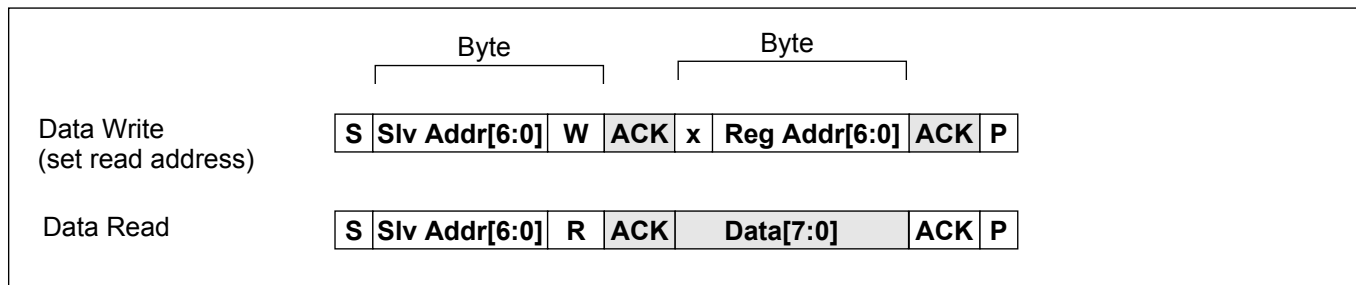 Byte Byte
Data Write S Slv Addr[6:0] W ACK x Reg Addr[6:0] ACK P
(set read address)
Data Read S Slv Addr[6:0] R ACK Data[7:0] ACK P